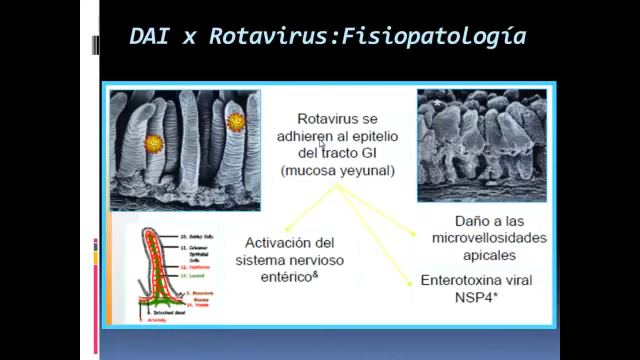 DAI x Rotavirus:Fisiopatología
*
Rotavirus se
adhieren al epitelio
del tracto GI
(mucosa yeyunal)
Activación del
sistema nervioso
entérico&
Daño a las
microvellosidades
apicales
Enterotoxina viral
NSP4*